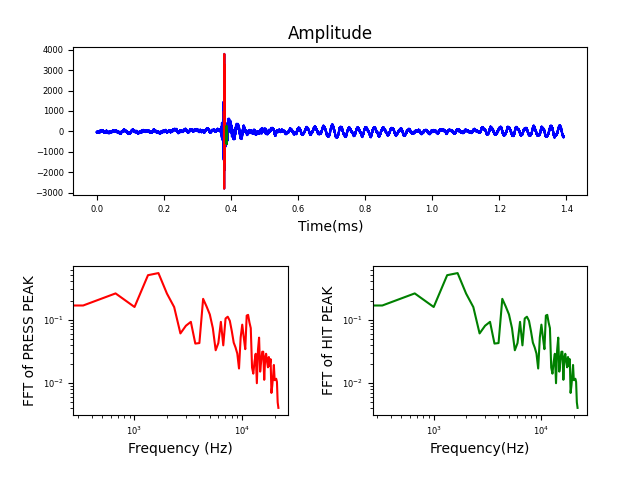 Amplitude
4000
3000
2000
1000
0
−1000
−2000
−3000
0.0 0.2 0.4 0.6 0.8 1.0 1.2 1.4
Time(ms)
FFT of PRESS PEAK
10⁻¹
10⁻²
10³ 10⁴
Frequency (Hz)
FFT of HIT PEAK
10⁻¹
10⁻²
10³ 10⁴
Frequency(Hz)